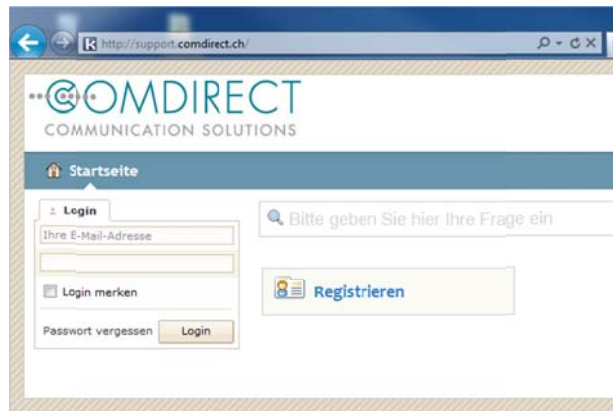 http://support.comdirect.ch/
COMDIRECT
COMMUNICATION SOLUTIONS
Startseite
Login
Ihre E-Mail-Adresse
Bitte geben Sie hier Ihre Frage ein
Login merken
Registrieren
Passwort vergessen
Login